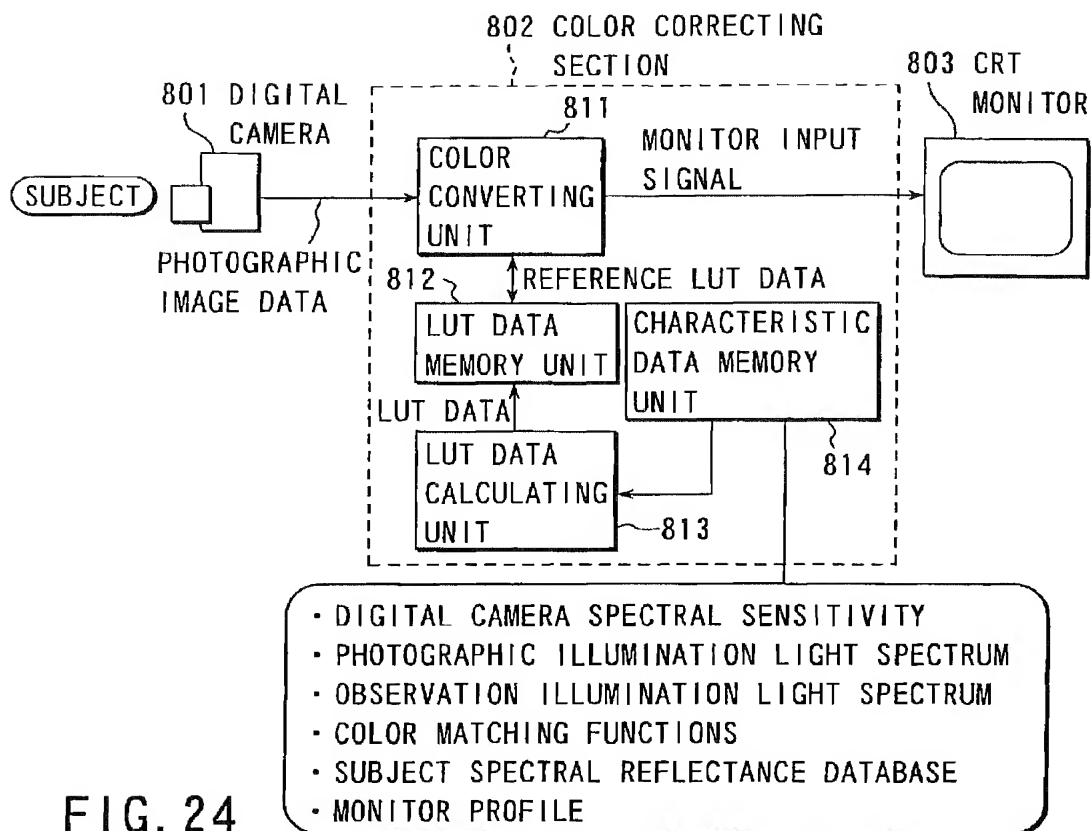 802 COLOR CORRECTING
SECTION
803 CRT
MONITOR
801 DIGITAL
CAMERA
811
MONITOR INPUT
SIGNAL
SUBJECT
COLOR
CONVERTING
UNIT
PHOTOGRAPHIC
IMAGE DATA
812
REFERENCE LUT DATA
LUT DATA
MEMORY UNIT
CHARACTERISTIC
DATA MEMORY
UNIT
LUT DATA
814
LUT DATA
CALCULATING
UNIT
813
· DIGITAL CAMERA SPECTRAL SENSITIVITY
· PHOTOGRAPHIC ILLUMINATION LIGHT SPECTRUM
· OBSERVATION ILLUMINATION LIGHT SPECTRUM
· COLOR MATCHING FUNCTIONS
· SUBJECT SPECTRAL REFLECTANCE DATABASE
· MONITOR PROFILE
FIG. 24